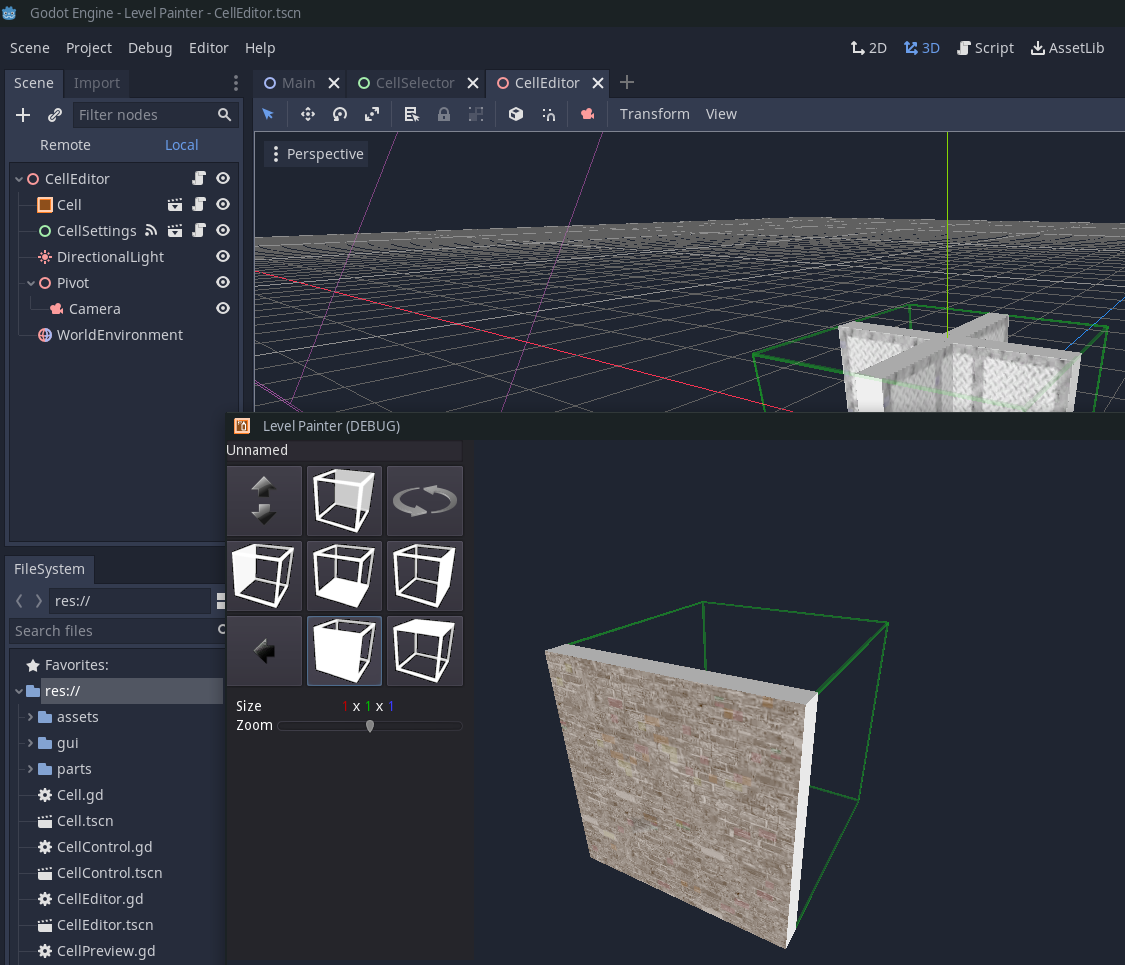 Godot Engine - Level Painter - CellEditor.tscn
Scene Project Debug Editor Help 2D 3D Script AssetLib
Scene Import Main CellSelector CellEditor
Filter nodes Transform View
Remote Local
Perspective
CellEditor
Cell
CellSettings
DirectionalLight
Pivot
Camera
WorldEnvironment
Level Painter (DEBUG)
Unnamed
Size 1 x 1 x 1
Zoom
FileSystem
res://
Search files
Favorites:
res://
assets
gui
parts
Cell.gd
Cell.tscn
CellControl.gd
CellControl.tscn
CellEditor.gd
CellEditor.tscn
CellPreview.gd